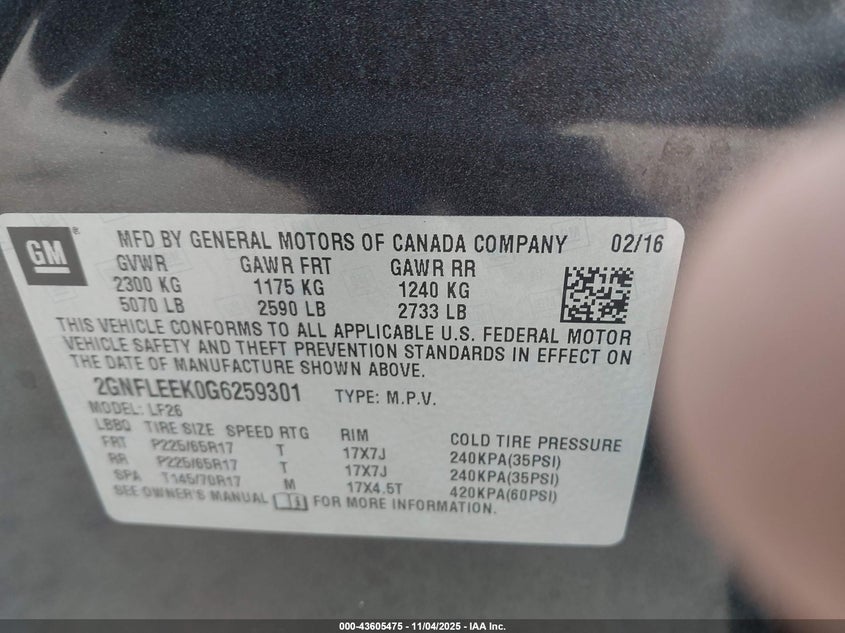 GM ® MFD BY GENERAL MOTORS OF CANADA COMPANY 02/16
GVWR GAWR FRT GAWR RR
2300 KG 1175 KG 1240 KG
5070 LB 2590 LB 2733 LB
THIS VEHICLE CONFORMS TO ALL APPLICABLE U.S. FEDERAL MOTOR
VEHICLE SAFETY AND THEFT PREVENTION STANDARDS IN EFFECT ON
THE DATE OF MANUFACTURE SHOWN ABOVE.
2GNFLEEK0G6259301 TYPE: M.P.V.
MODEL: LF26
LBBQ TIRE SIZE SPEED RTG RIM COLD TIRE PRESSURE
FRT P225/65R17 T 17X7J 240KPA(35PSI)
RR P225/65R17 T 17X7J 240KPA(35PSI)
SPA T145/70R17 M 17X4.5T 420KPA(60PSI)
SEE OWNER'S MANUAL FOR MORE INFORMATION.
000-43605475 - 11/04/2025 - IAA Inc.